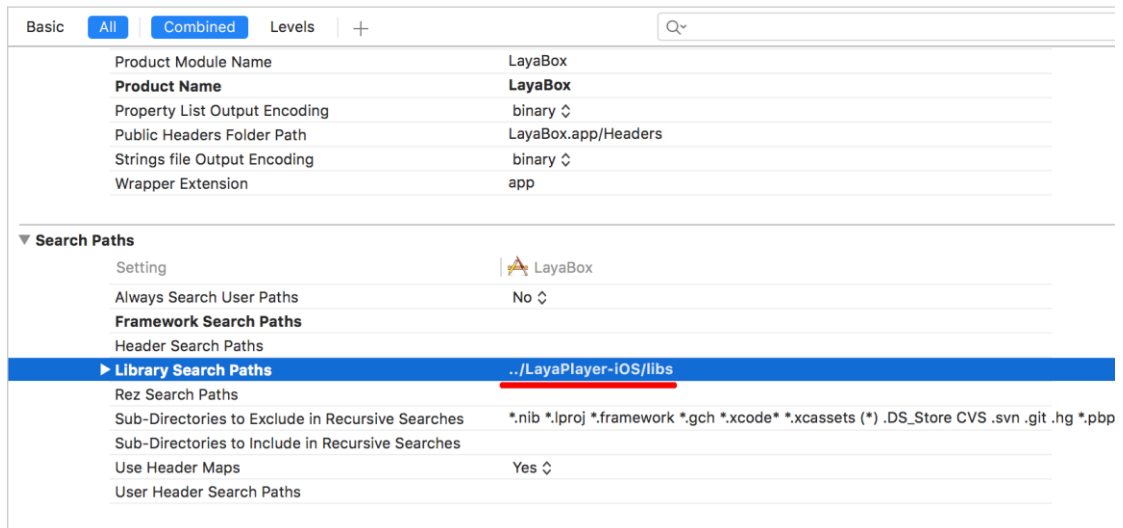 Basic All Combined Levels +
Product Module Name LayaBox
Product Name LayaBox
Property List Output Encoding binary
Public Headers Folder Path LayaBox.app/Headers
Strings file Output Encoding binary
Wrapper Extension app
Search Paths
Setting LayaBox
Always Search User Paths No
Framework Search Paths
Header Search Paths
Library Search Paths ../LayaPlayer-iOS/libs
Rez Search Paths
Sub-Directories to Exclude in Recursive Searches *.nib *.lproj *.framework *.gch *.xcode* *.xcassets (*) .DS_Store CVS .svn .git .hg *.pbp
Sub-Directories to Include in Recursive Searches
Use Header Maps Yes
User Header Search Paths